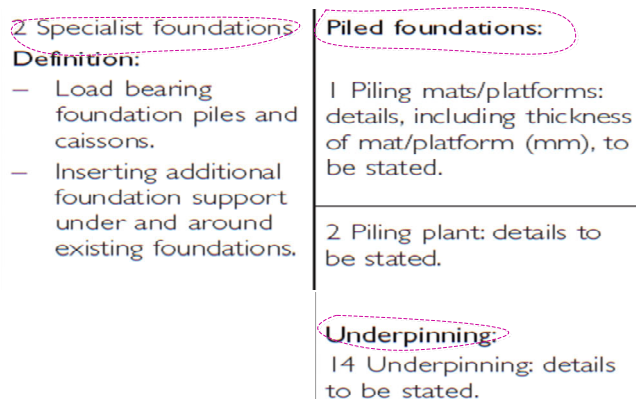 2 Specialist foundations
Definition:
– Load bearing
foundation piles and
caissons.
– Inserting additional
foundation support
under and around
existing foundations.
Piled foundations:
1 Piling mats/platforms:
details, including thickness
of mat/platform (mm), to
be stated.
2 Piling plant: details to
be stated.
Underpinning:
14 Underpinning: details
to be stated.